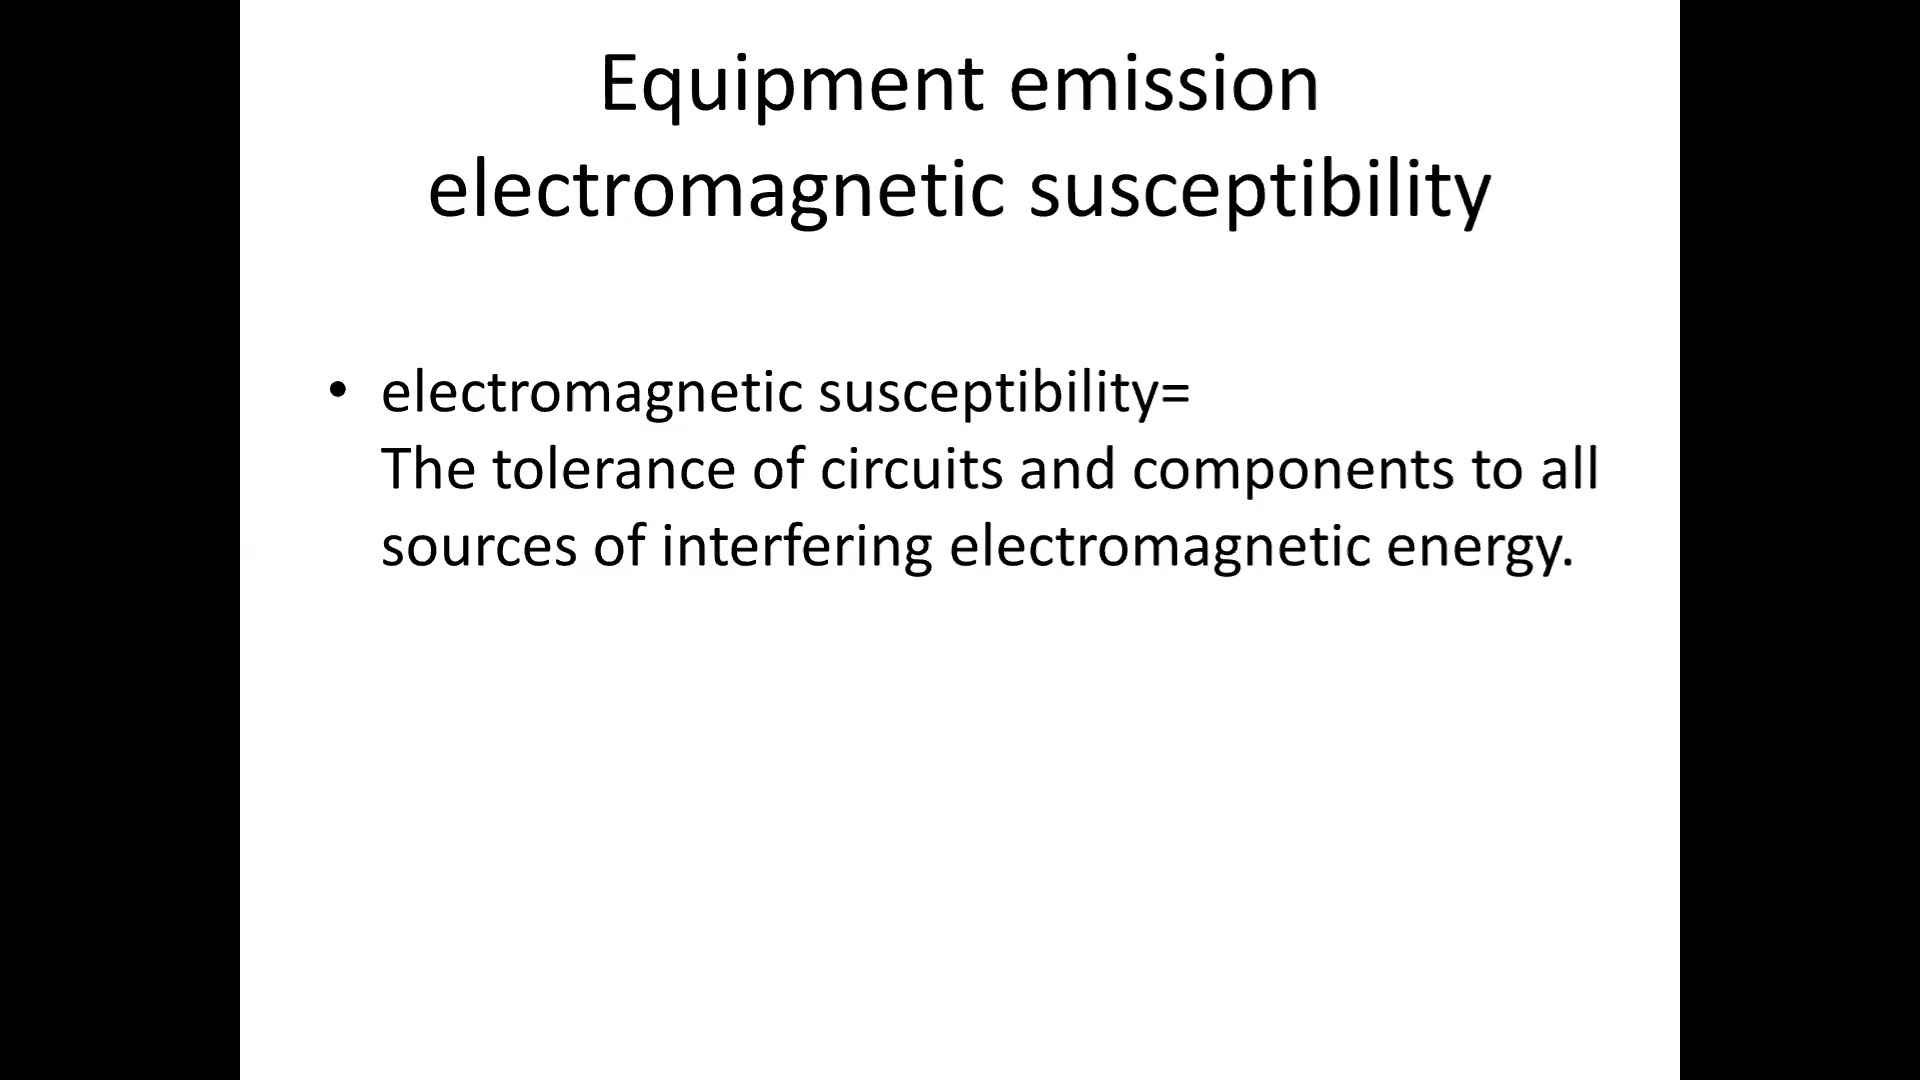 Equipment emission
electromagnetic susceptibility
• electromagnetic susceptibility=
The tolerance of circuits and components to all
sources of interfering electromagnetic energy.